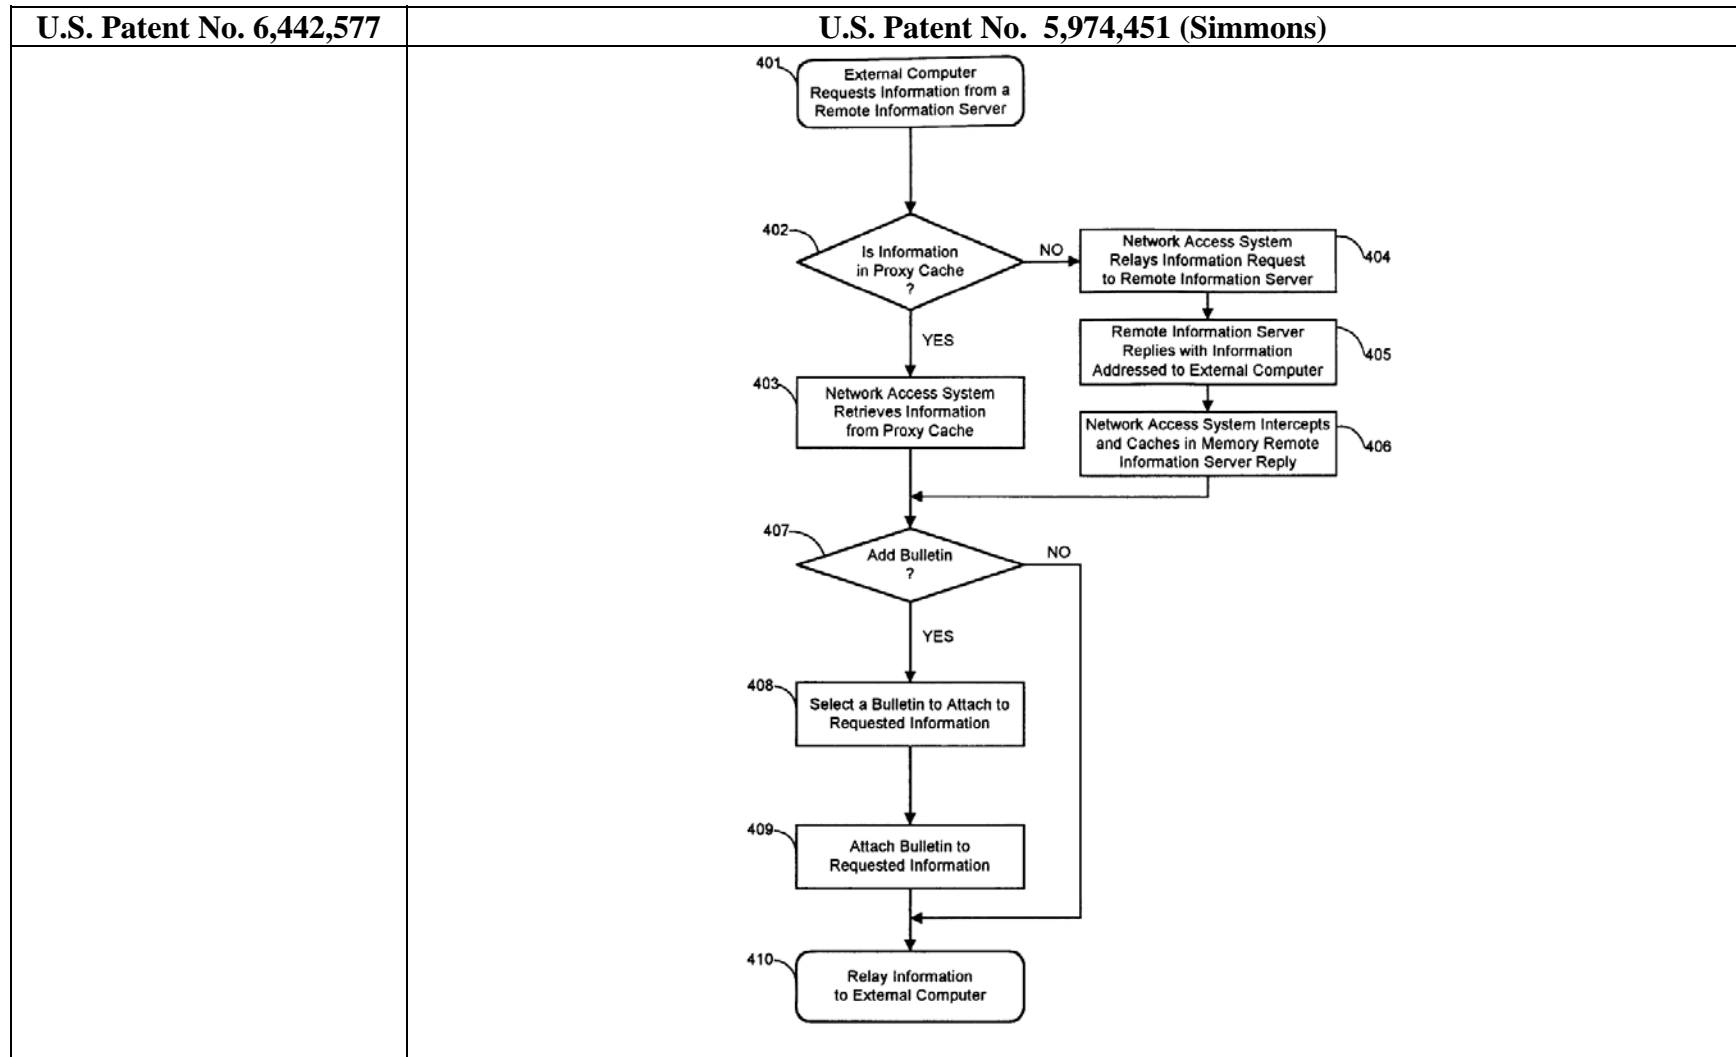 U.S. Patent No. 6,442,577
U.S. Patent No. 5,974,451 (Simmons)
401
External Computer
Requests Information from a
Remote Information Server
402
Is Information
in Proxy Cache
?
NO
Network Access System
Relays Information Request
to Remote Information Server
404
YES
Remote Information Server
Replies with Information
Addressed to External Computer
405
403
Network Access System
Retrieves Information
from Proxy Cache
Network Access System Intercepts
and Caches in Memory Remote
Information Server Reply
406
407
Add Bulletin
?
NO
YES
408
Select a Bulletin to Attach to
Requested Information
409
Attach Bulletin to
Requested Information
410
Relay Information
to External Computer